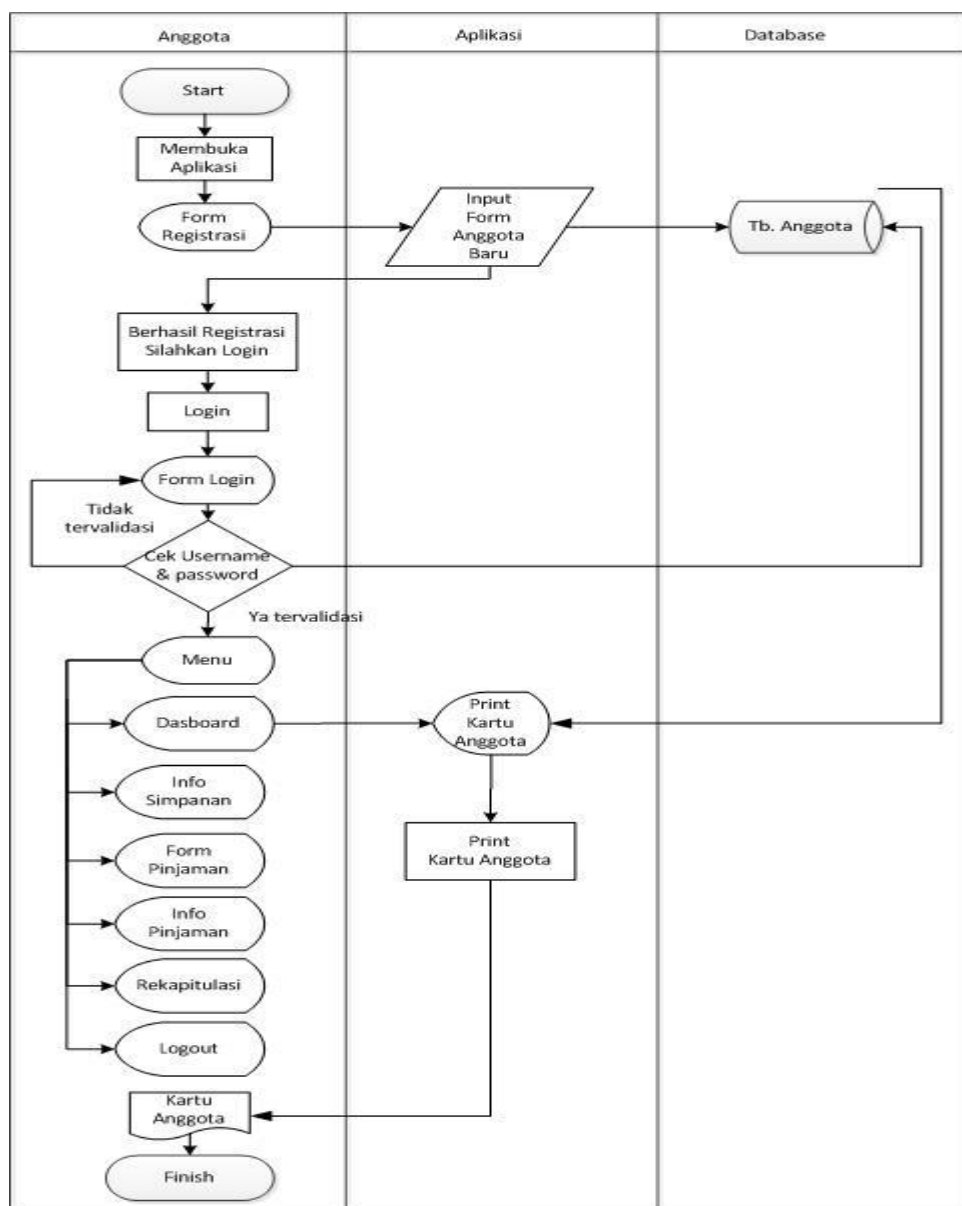 Anggota
Aplikasi
Database
Start
Membuka
Aplikasi
Form
Registrasi
Input
Form
Anggota
Baru
Tb. Anggota
Berhasil Registrasi
Silahkan Login
Login
Form Login
Tidak
tervalidasi
Cek Username
& password
Ya tervalidasi
Menu
Dasboard
Print
Kartu
Anggota
Info
Simpanan
Form
Pinjaman
Print
Kartu Anggota
Info
Pinjaman
Rekapitulasi
Logout
Kartu
Anggota
Finish